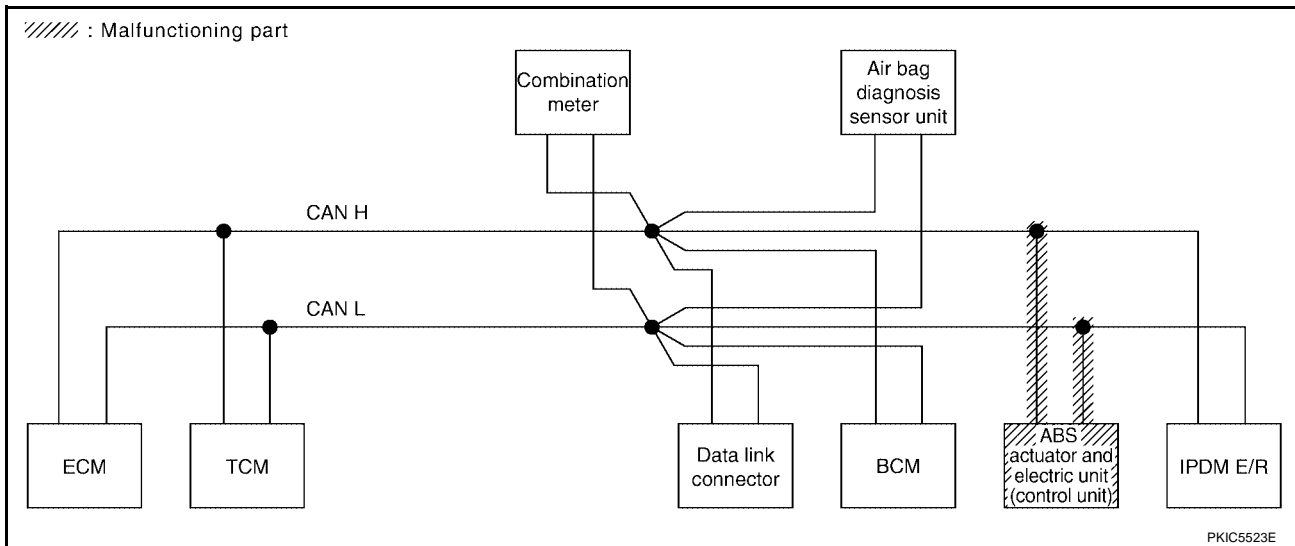 : Malfunctioning part
Combination
meter
Air bag
diagnosis
sensor unit
CAN H
CAN L
ECM
TCM
Data link
connector
BCM
ABS
actuator and
electric unit
(control unit)
IPDM E/R
PKIC5523E